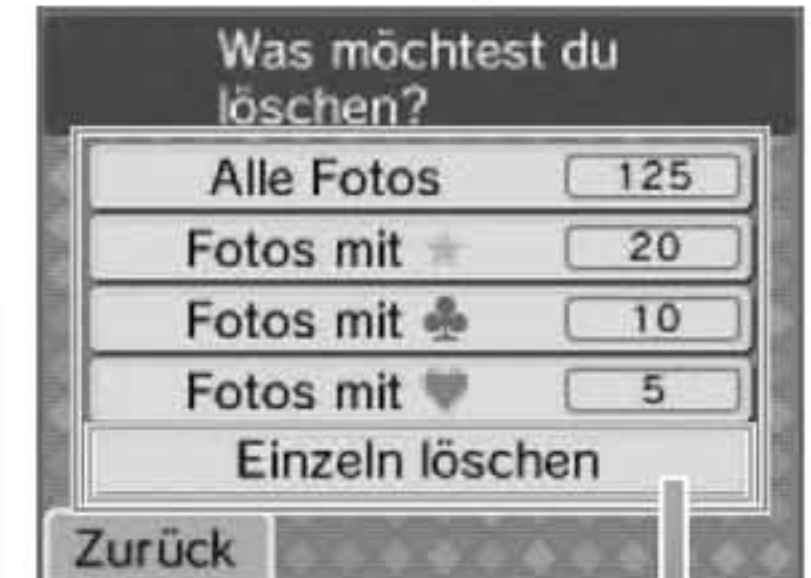 Was möchtest du
löschen?
Alle Fotos 125
Fotos mit ★ 20
Fotos mit ♣ 10
Fotos mit ♥ 5
Einzeln löschen
Zurück